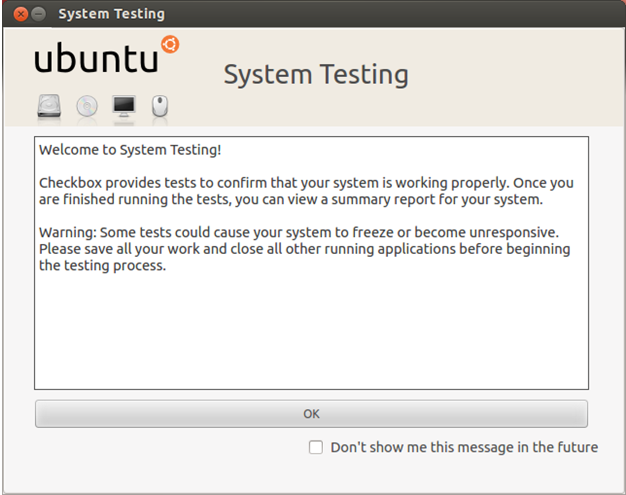 System Testing
ubuntu
System Testing
Welcome to System Testing!
Checkbox provides tests to confirm that your system is working properly. Once you
are finished running the tests, you can view a summary report for your system.
Warning: Some tests could cause your system to freeze or become unresponsive.
Please save all your work and close all other running applications before beginning
the testing process.
OK
Don't show me this message in the future